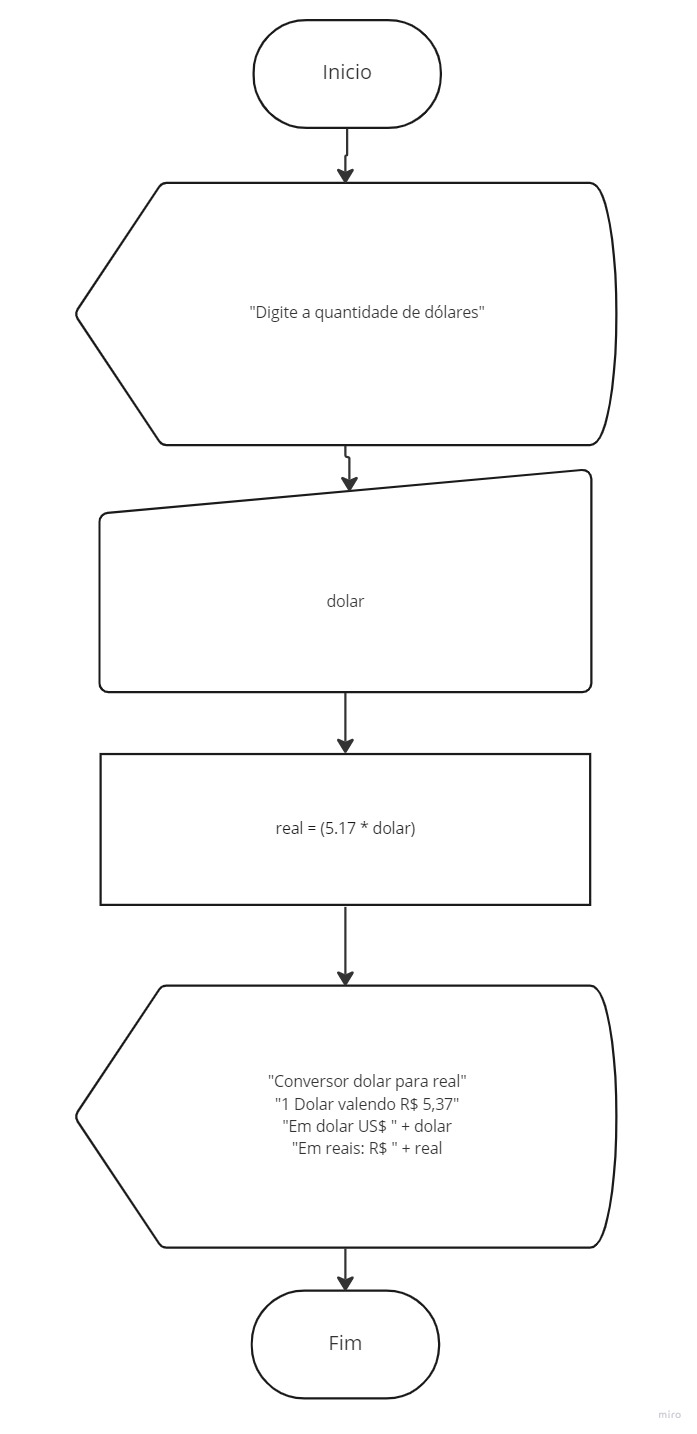 Inicio
"Digite a quantidade de dólares"
dolar
real = (5.17 * dolar)
"Conversor dolar para real"
"1 Dolar valendo R$ 5,37"
"Em dolar US$ " + dolar
"Em reais: R$ " + real
Fim
miro